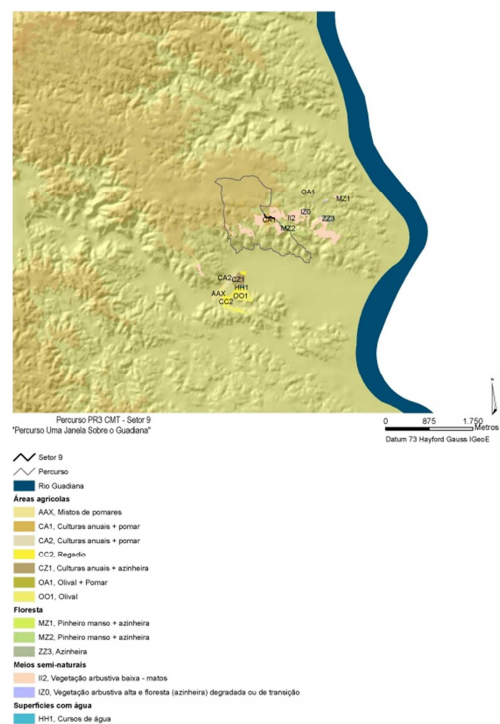 OA1
MZ1
IZ0
CA1
II2
ZZ3
MZ2
CA2
CZ1
HH1
AAX
OO1
CC2
N
Percurso PR3 CMT - Setor 9
"Percurso Uma Janela Sobre o Guadiana"
0 875 1.750
Metros
Datum 73 Hayford Gauss IGeoE
Setor 9
Percurso
Rio Guadiana
Áreas agrícolas
AAX, Mistos de pomares
CA1, Culturas anuais + pomar
CA2, Culturas anuais + pomar
CC2, Regadio
CZ1, Culturas anuais + azinheira
OA1, Olival + Pomar
OO1, Olival
Floresta
MZ1, Pinheiro manso + azinheira
MZ2, Pinheiro manso + azinheira
ZZ3, Azinheira
Meios semi-naturais
II2, Vegetação arbustiva baixa - matos
IZ0, Vegetação arbustiva alta e floresta (azinheira) degradada ou de transição
Superfícies com água
HH1, Cursos de água